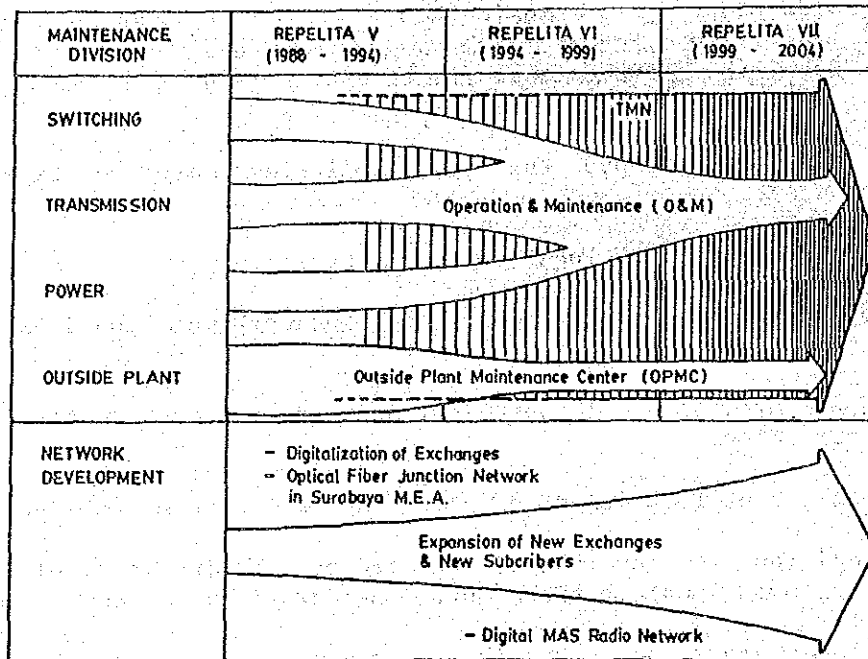 MAINTENANCE
DIVISION
REPELITA V
(1988 - 1994)
REPELITA VI
(1994 - 1999)
REPELITA VII
(1999 - 2004)
SWITCHING
TMN
TRANSMISSION
Operation & Maintenance (O&M)
POWER
OUTSIDE PLANT
Outside Plant Maintenance Center (OPMC)
NETWORK
DEVELOPMENT
- Digitalization of Exchanges
- Optical Fiber Junction Network
in Surabaya M.E.A.
Expansion of New Exchanges
& New Subcribers
- Digital MAS Radio Network